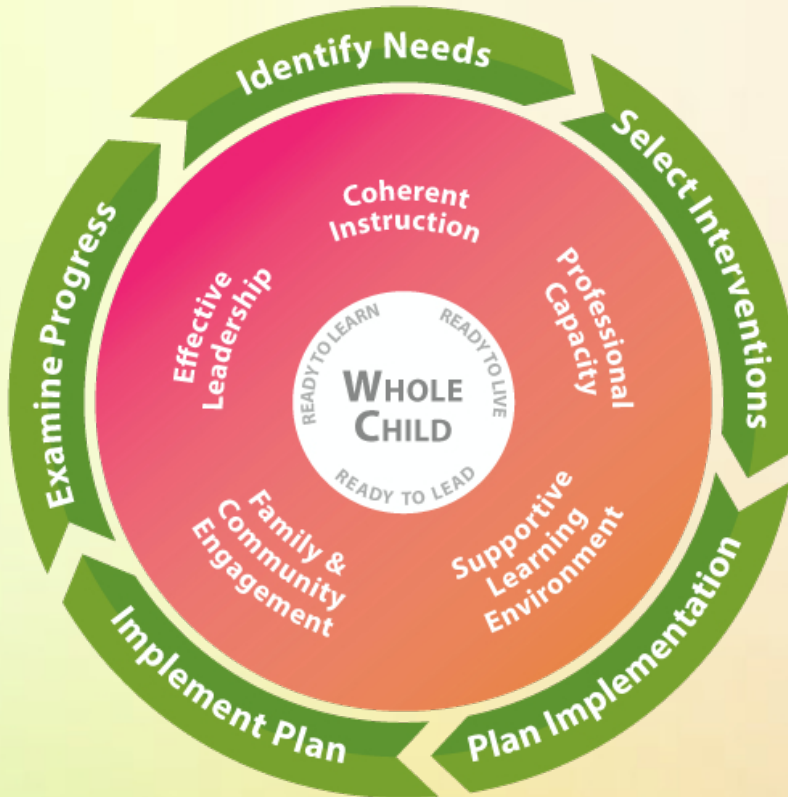 Identify Needs
Select Interventions
Plan Implementation
Implement Plan
Examine Progress
Coherent
Instruction
Professional
Capacity
Supportive
Learning
Environment
Family &
Community
Engagement
Effective
Leadership
READY TO LEARN
READY TO LIVE
READY TO LEAD
WHOLE
CHILD